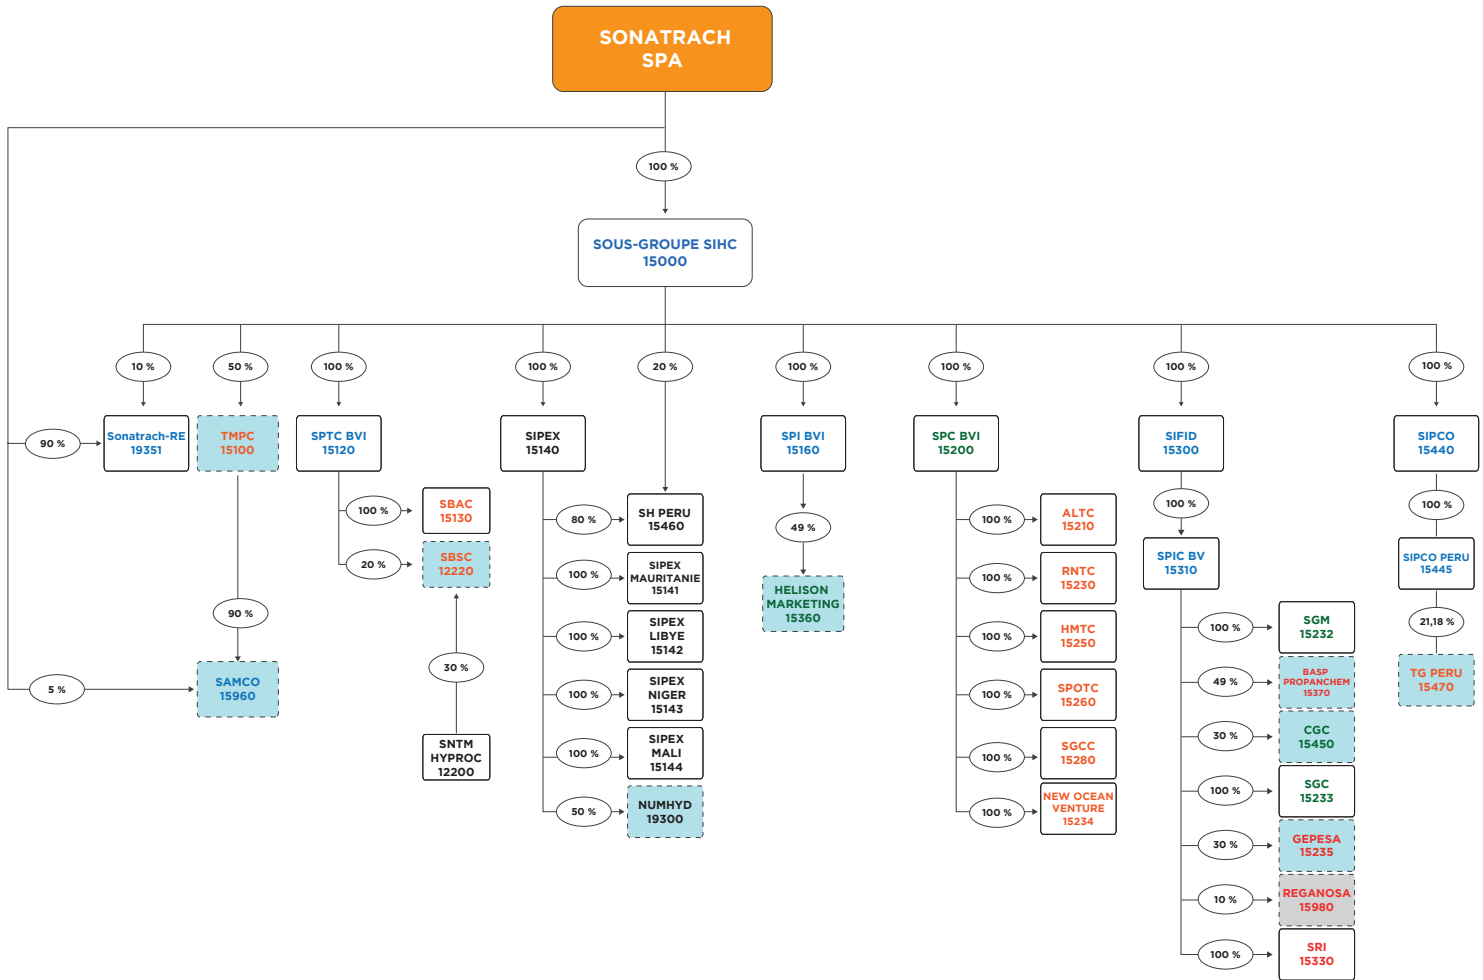 SONATRACH
SPA
100 %
SOUS-GROUPE SIHC
15000
10 %
50 %
100 %
100 %
20 %
100 %
100 %
100 %
100 %
90 %
Sonatrach-RE
19351
TMPC
15100
SPTC BVI
15120
SIPEX
15140
SPI BVI
15160
SPC BVI
15200
SIFID
15300
SIPCO
15440
100 %
SBAC
15130
20 %
SBSC
12220
30 %
SNTM
HYPROC
12200
90 %
5 %
SAMCO
15960
80 %
SH PERU
15460
100 %
SIPEX
MAURITANIE
15141
100 %
SIPEX
LIBYE
15142
100 %
SIPEX
NIGER
15143
100 %
SIPEX
MALI
15144
50 %
NUMHYD
19300
49 %
HELISON
MARKETING
15360
100 %
ALTC
15210
100 %
RNTC
15230
100 %
HMTC
15250
100 %
SPOTC
15260
100 %
SGCC
15280
100 %
NEW OCEAN
VENTURE
15234
100 %
SPIC BV
15310
100 %
SGM
15232
49 %
BASP
PROPANCHEM
15370
30 %
CGC
15450
100 %
SGC
15233
30 %
GEPESA
15235
10 %
REGANOSA
15980
100 %
SRI
15330
100 %
SIPCO PERU
15445
21,18 %
TG PERU
15470